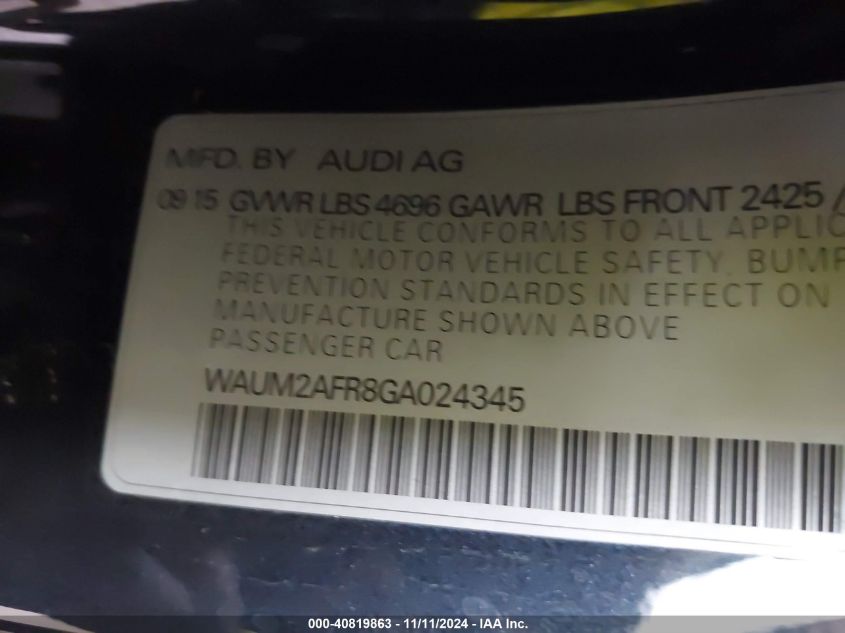 MFD. BY AUDI AG
09 15 GVWR LBS 4696 GAWR LBS FRONT 2425
THIS VEHICLE CONFORMS TO ALL APPLIC
FEDERAL MOTOR VEHICLE SAFETY, BUMP
PREVENTION STANDARDS IN EFFECT ON
MANUFACTURE SHOWN ABOVE
PASSENGER CAR
WAUM2AFR8GA024345
000-40819863 - 11/11/2024 - IAA Inc.